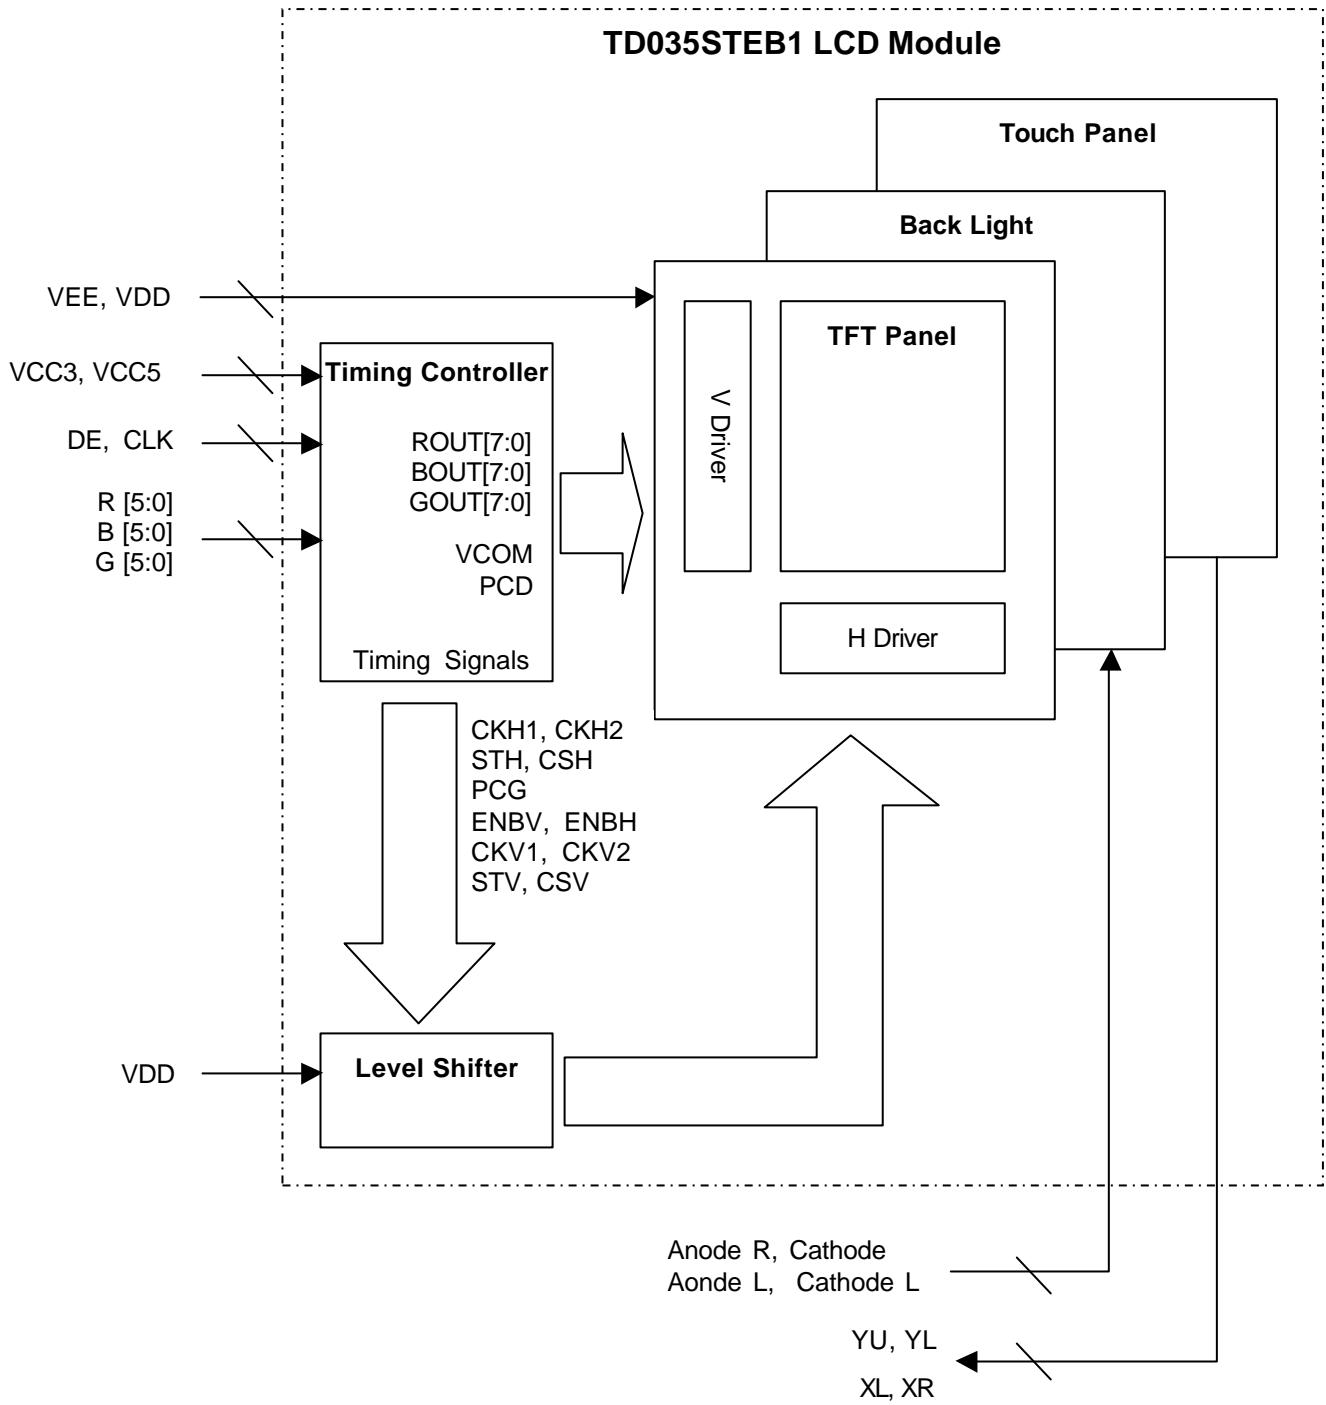 TD035STEB1 LCD Module
Touch Panel
Back Light
VEE, VDD
TFT Panel
V Driver
H Driver
VCC3, VCC5
DE, CLK
R [5:0]
B [5:0]
G [5:0]
Timing Controller
ROUT[7:0]
BOUT[7:0]
GOUT[7:0]
VCOM
PCD
Timing Signals
CKH1, CKH2
STH, CSH
PCG
ENBV, ENBH
CKV1, CKV2
STV, CSV
VDD
Level Shifter
Anode R, Cathode
Aonde L, Cathode L
YU, YL
XL, XR